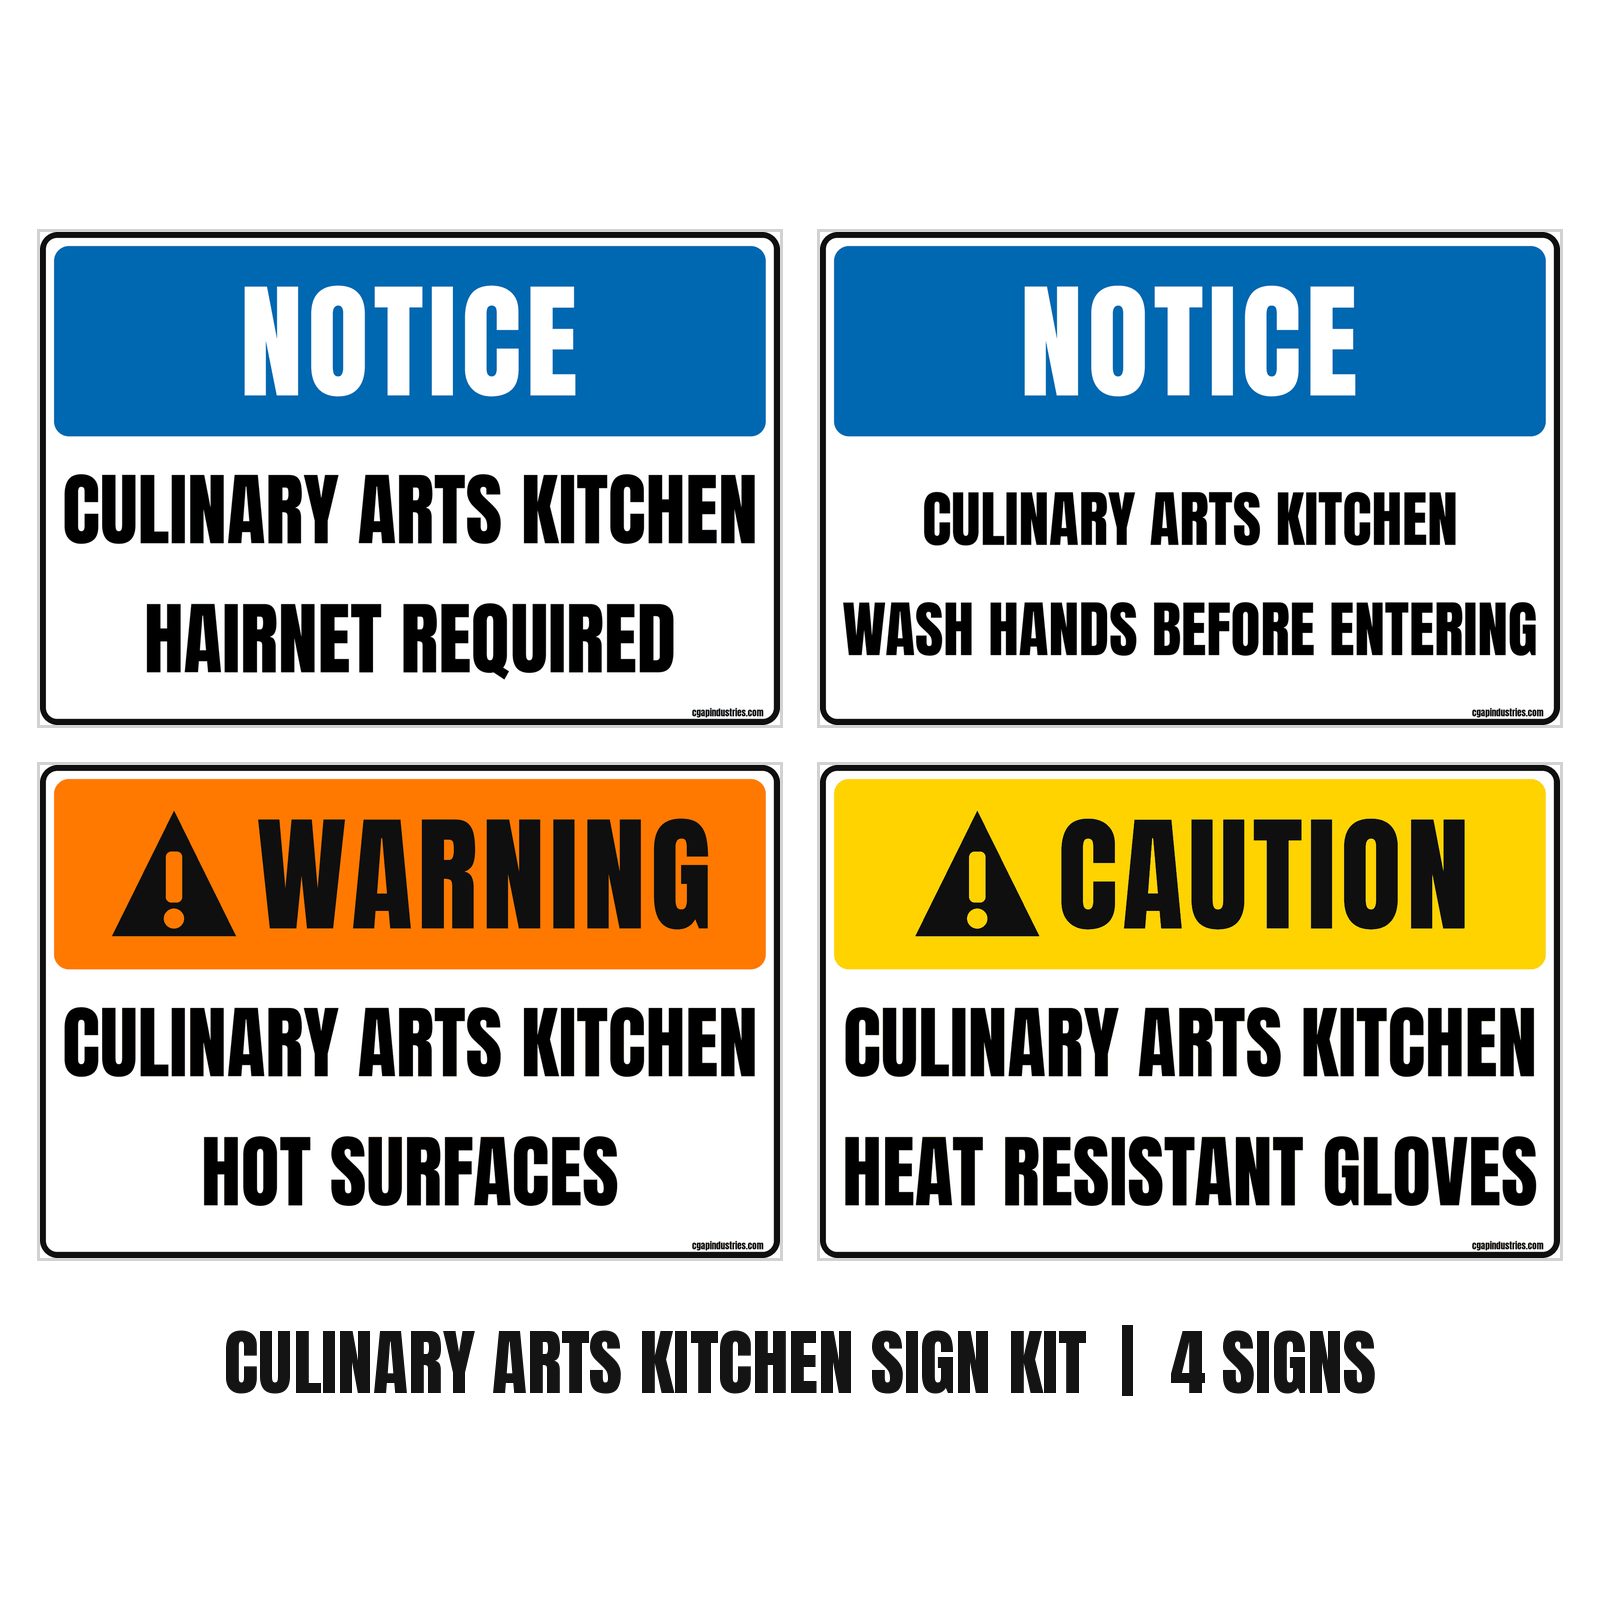 NOTICE
CULINARY ARTS KITCHEN
HAIRNET REQUIRED
cgapindustries.com
NOTICE
CULINARY ARTS KITCHEN
WASH HANDS BEFORE ENTERING
cgapindustries.com
WARNING
CULINARY ARTS KITCHEN
HOT SURFACES
cgapindustries.com
CAUTION
CULINARY ARTS KITCHEN
HEAT RESISTANT GLOVES
cgapindustries.com
CULINARY ARTS KITCHEN SIGN KIT | 4 SIGNS